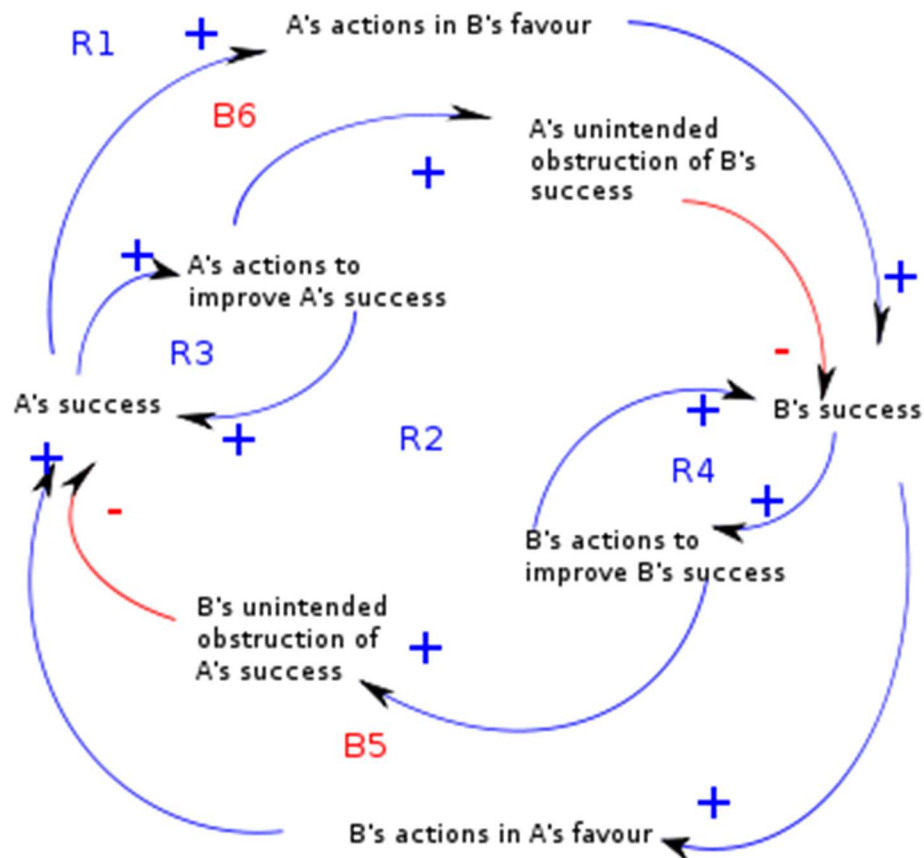 A's actions in B's favour
R1
+
B6
A's unintended
obstruction of B's
success
+
+
A's actions to
improve A's success
+
R3
-
A's success
B's success
+
+
R2
+
R4
-
+
B's actions to
improve B's success
B's unintended
obstruction of
A's success
+
B5
+
B's actions in A's favour